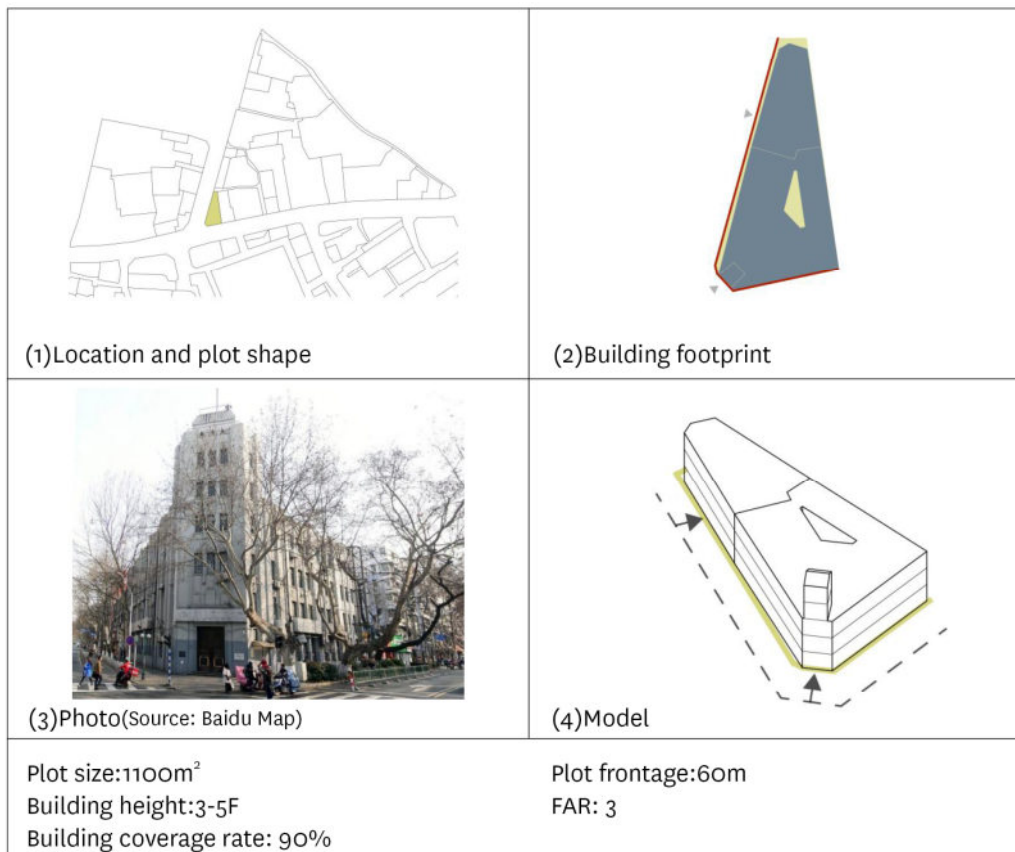 (1)Location and plot shape
(2)Building footprint
(3)Photo(Source: Baidu Map)
(4)Model
Plot size:1100m²
Building height:3-5F
Building coverage rate: 90%
Plot frontage:60m
FAR: 3